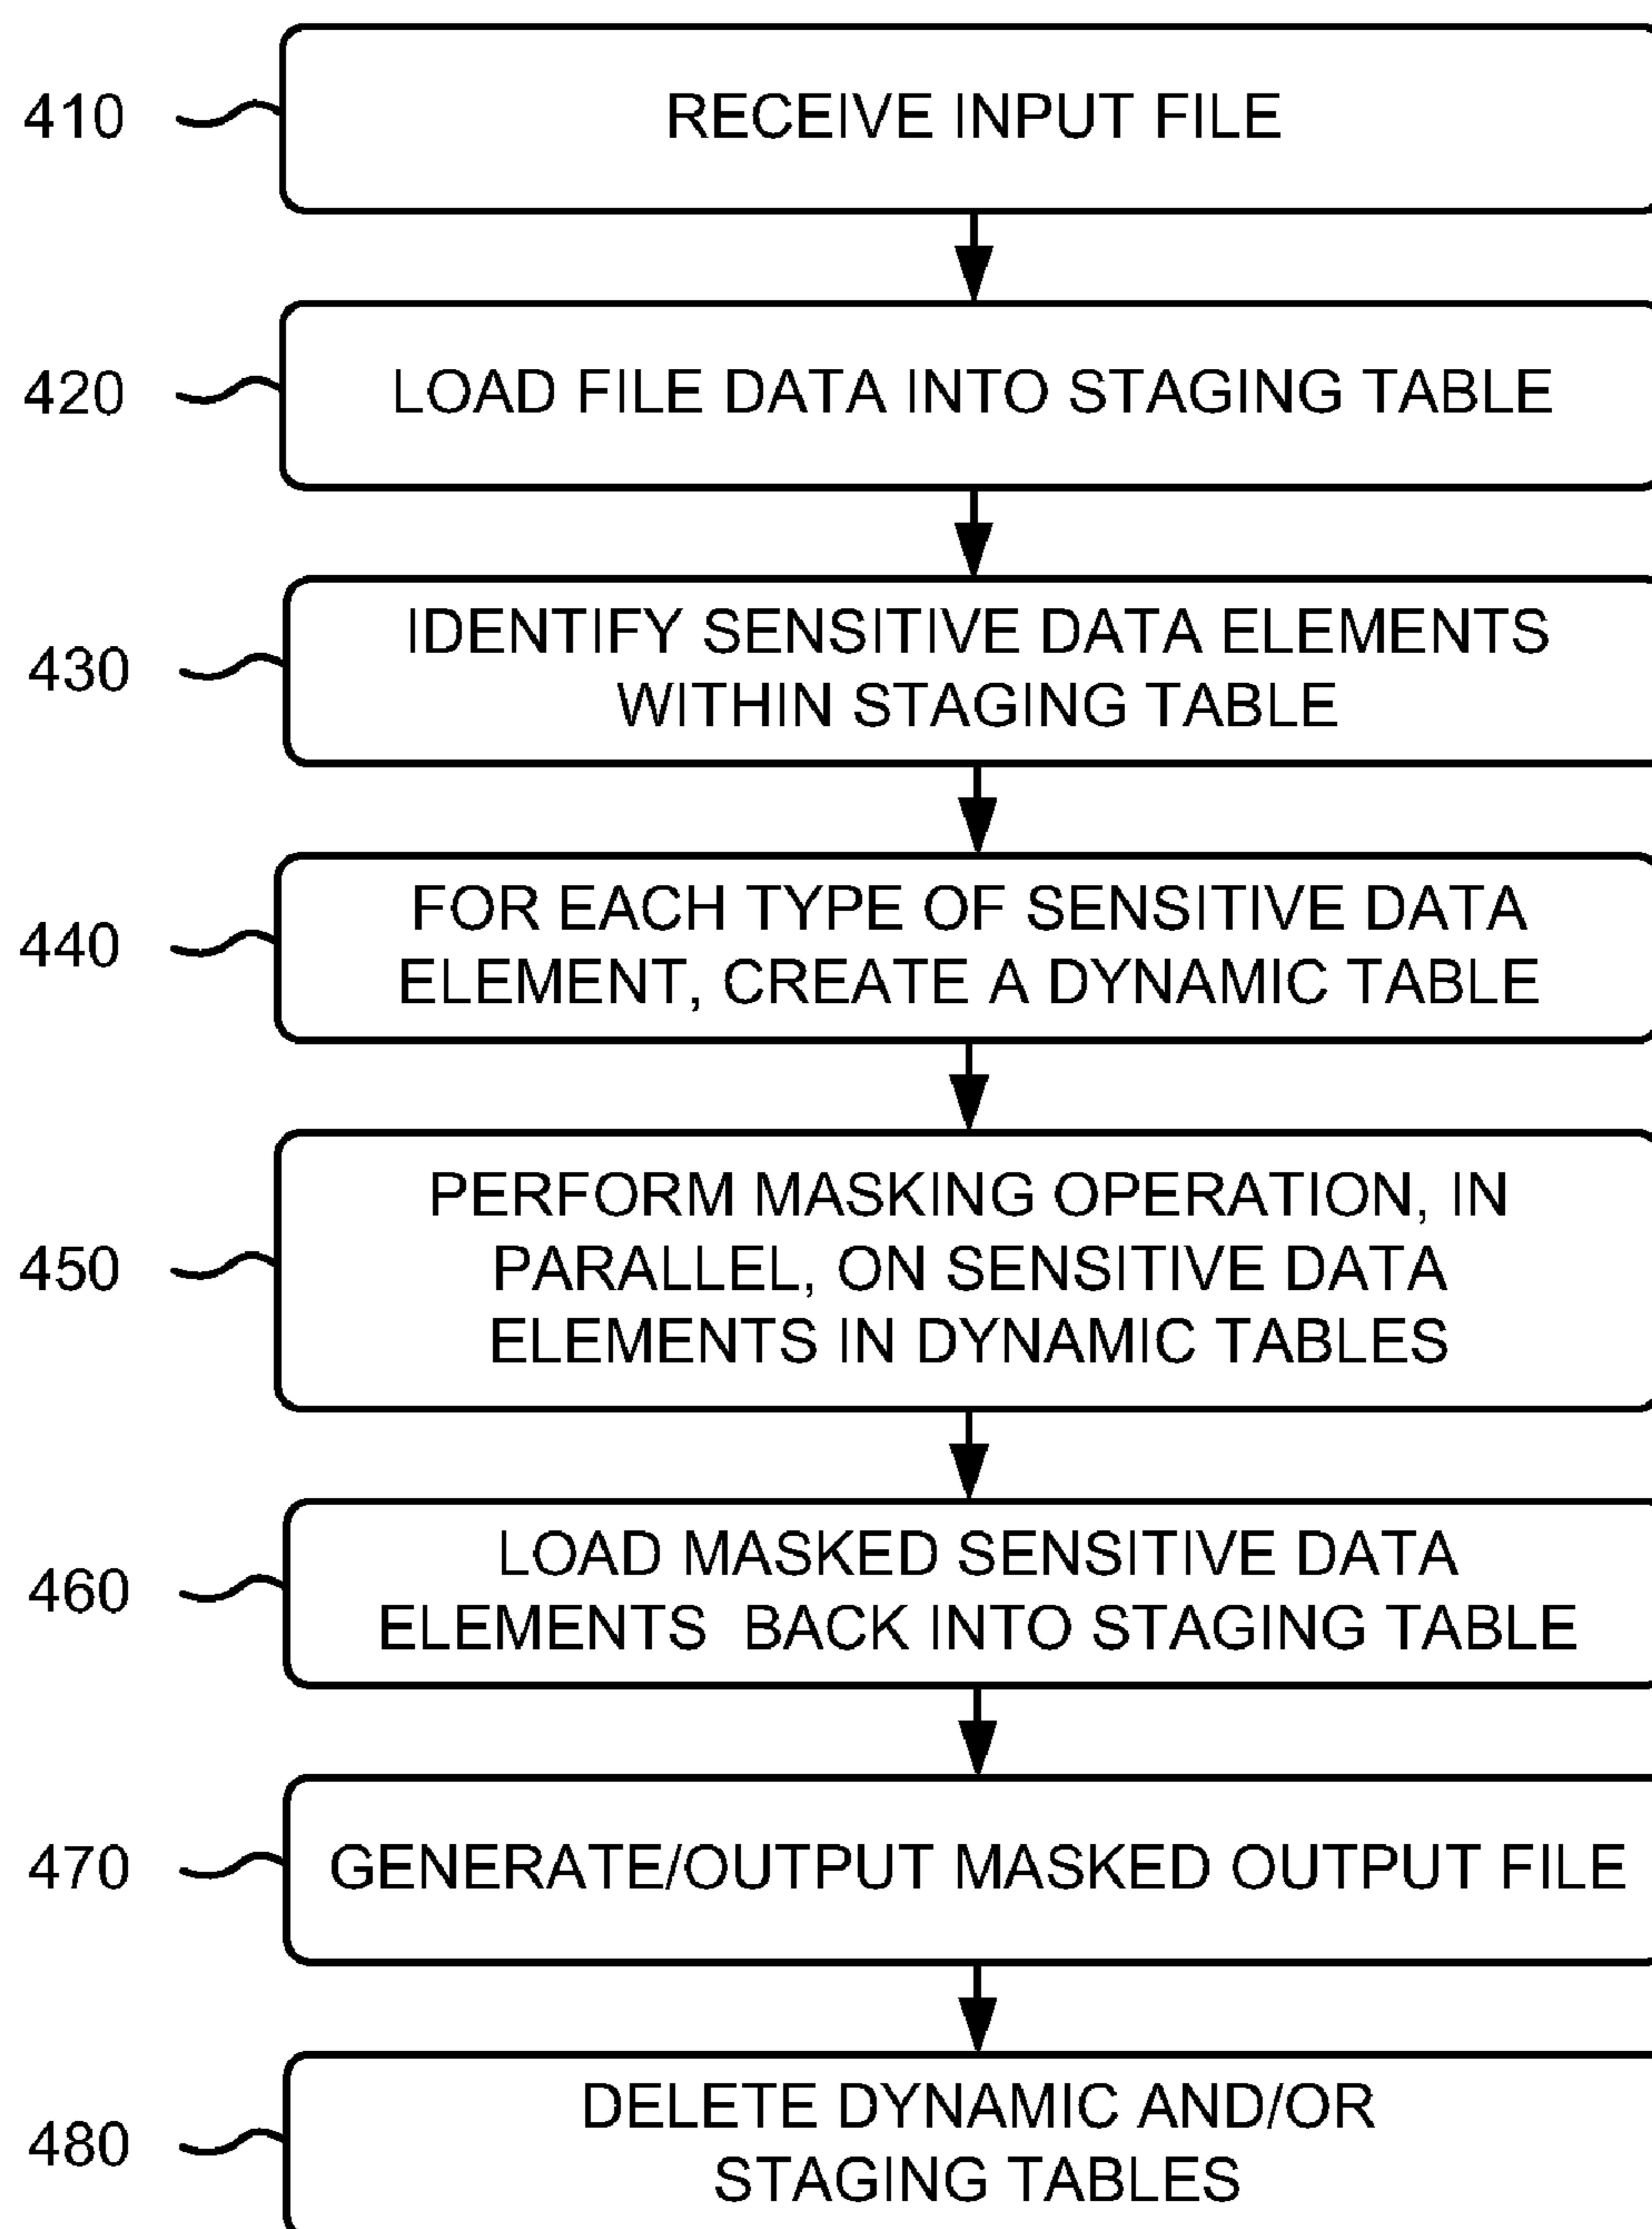 410
RECEIVE INPUT FILE
420
LOAD FILE DATA INTO STAGING TABLE
430
IDENTIFY SENSITIVE DATA ELEMENTS
WITHIN STAGING TABLE
440
FOR EACH TYPE OF SENSITIVE DATA
ELEMENT, CREATE A DYNAMIC TABLE
450
PERFORM MASKING OPERATION, IN
PARALLEL, ON SENSITIVE DATA
ELEMENTS IN DYNAMIC TABLES
460
LOAD MASKED SENSITIVE DATA
ELEMENTS BACK INTO STAGING TABLE
470
GENERATE/OUTPUT MASKED OUTPUT FILE
480
DELETE DYNAMIC AND/OR
STAGING TABLES